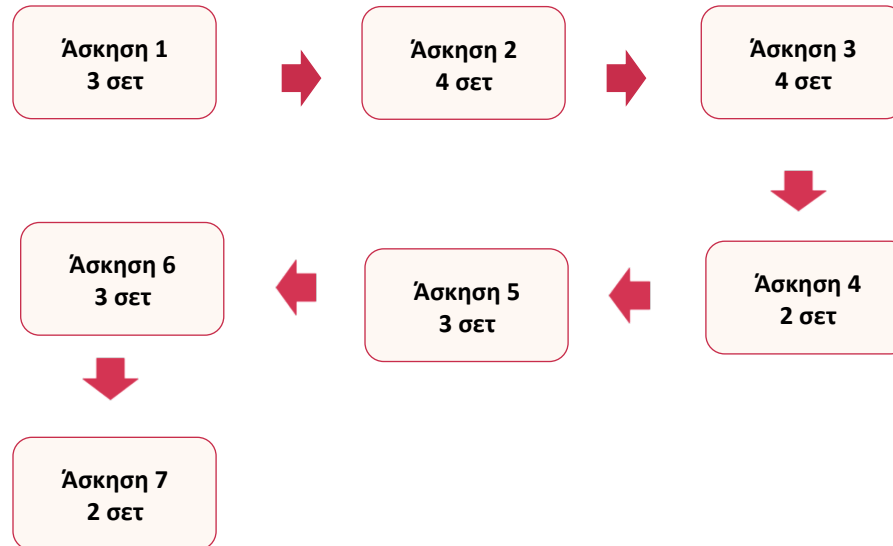 Άσκηση 1
3 σετ
Άσκηση 2
4 σετ
Άσκηση 3
4 σετ
Άσκηση 4
2 σετ
Άσκηση 5
3 σετ
Άσκηση 6
3 σετ
Άσκηση 7
2 σετ